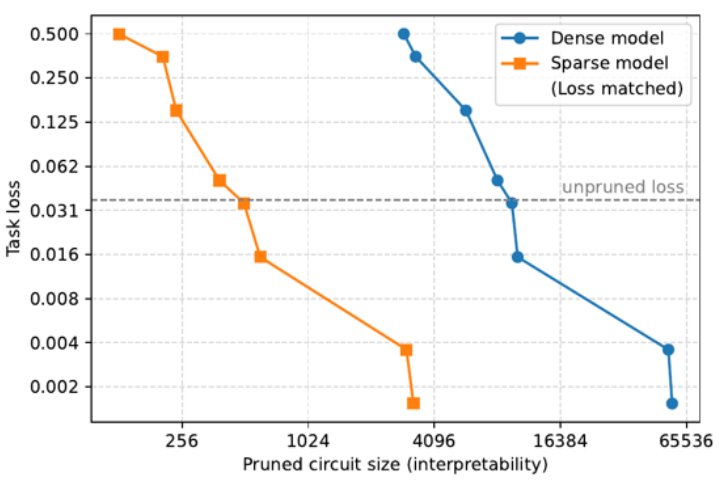 0.500
0.250
0.125
0.062
0.031
0.016
0.008
0.004
0.002
Task loss
Dense model
Sparse model
(Loss matched)
unpruned loss
256 1024 4096 16384 65536
Pruned circuit size (interpretability)